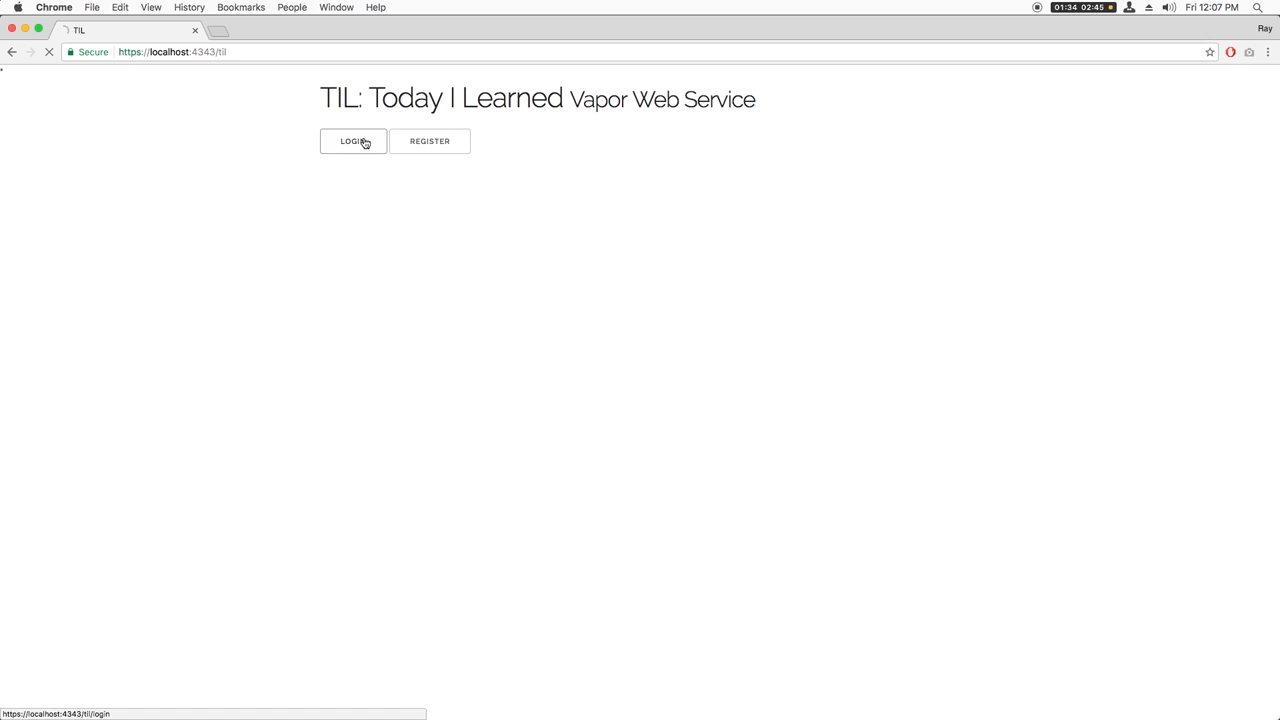 Chrome File Edit View History Bookmarks People Window Help 01:34 02:45 Fri 12:07 PM
TIL Ray
Secure https://localhost:4343/til
TIL: Today I Learned Vapor Web Service
LOGIN REGISTER
https://localhost:4343/til/login